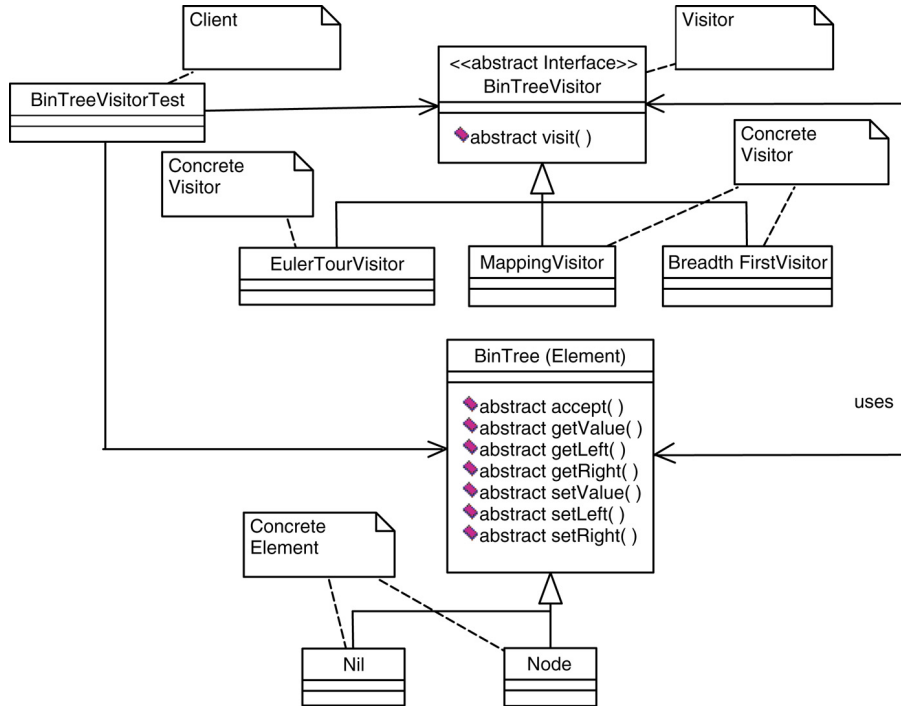 Client
Visitor
<<abstract Interface>>
BinTreeVisitor
BinTreeVisitorTest
abstract visit( )
Concrete
Visitor
Concrete
Visitor
EulerTourVisitor
MappingVisitor
Breadth FirstVisitor
BinTree (Element)
abstract accept( )
abstract getValue( )
abstract getLeft( )
abstract getRight( )
abstract setValue( )
abstract setLeft( )
abstract setRight( )
uses
Concrete
Element
Nil
Node